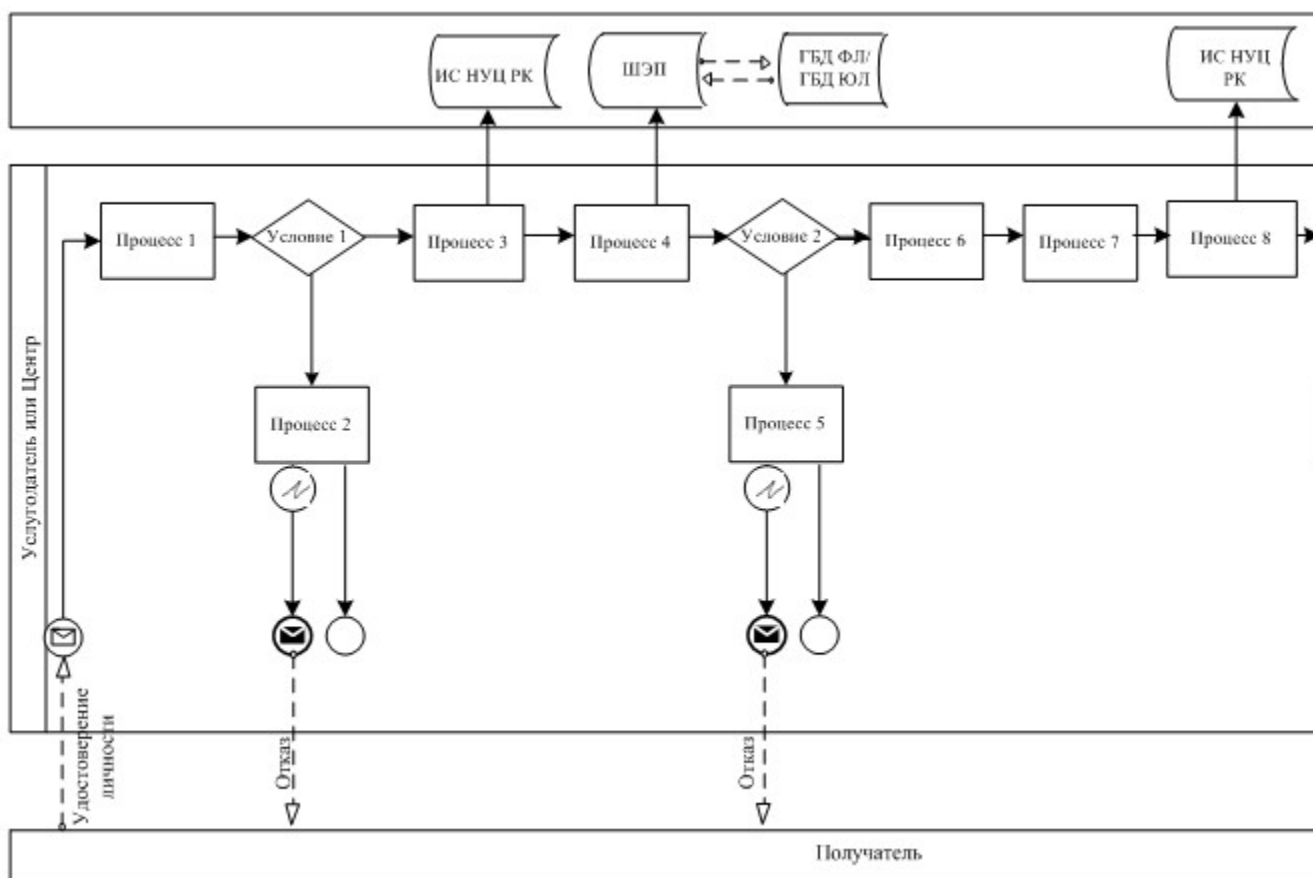 ИС НУЦ РК
ШЭП
ГБД ФЛ/
ГБД ЮЛ
ИС НУЦ
РК
Услугодатель или Центр
Процесс 1
Условие 1
Процесс 3
Процесс 4
Условие 2
Процесс 6
Процесс 7
Процесс 8
Процесс 2
Процесс 5
Удостоверение
личности
Отказ
Отказ
Получатель